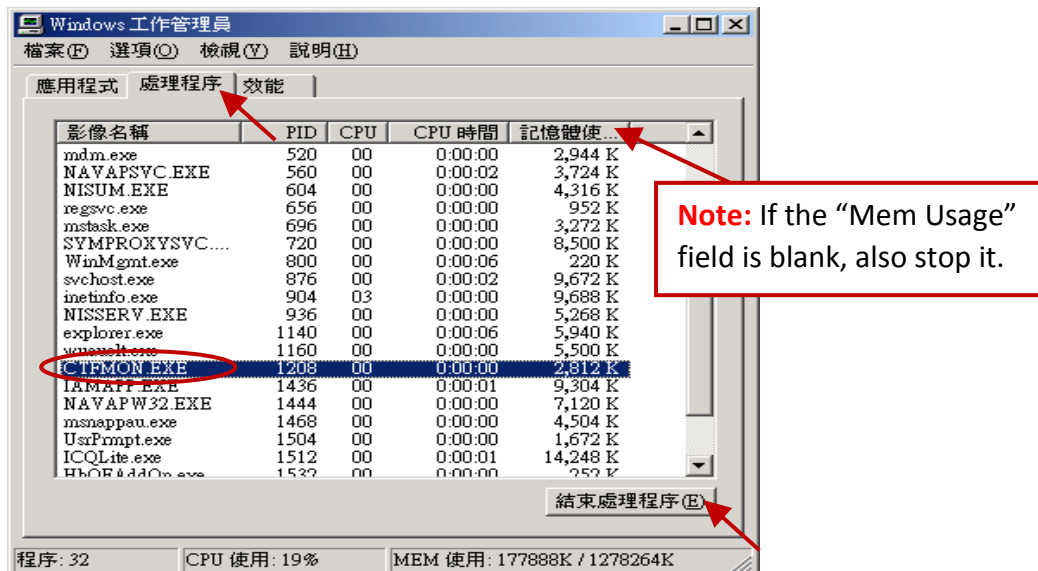 Windows 工作管理員
檔案(F) 選項(O) 檢視(V) 說明(H)
應用程式 處理程序 效能
影像名稱 PID CPU CPU 時間 記憶體使...
mdm.exe 520 00 0:00:00 2,944 K
NAVAPSVC.EXE 560 00 0:00:02 3,724 K
NISUM.EXE 604 00 0:00:00 4,316 K
regsvc.exe 656 00 0:00:00 952 K
mstask.exe 696 00 0:00:00 3,272 K
SYMPROXYSVC.... 720 00 0:00:00 8,500 K
WinMgmt.exe 800 00 0:00:06 220 K
svchost.exe 876 00 0:00:02 9,672 K
inetinfo.exe 904 03 0:00:00 9,688 K
NISSERV.EXE 936 00 0:00:00 5,268 K
explorer.exe 1140 00 0:00:06 5,940 K
wuauclt.exe 1160 00 0:00:00 5,500 K
CTFMON.EXE 1208 00 0:00:00 2,812 K
IAMAPP.EXE 1436 00 0:00:01 9,304 K
NAVAPW32.EXE 1444 00 0:00:00 7,120 K
msnappau.exe 1468 00 0:00:00 4,504 K
UsrPrmpt.exe 1504 00 0:00:00 1,672 K
ICQLite.exe 1512 00 0:00:01 14,248 K
HbOEAddOn.exe 1532 00 0:00:00 252 K
Note: If the “Mem Usage”
field is blank, also stop it.
結束處理程序(E)
程序: 32 CPU 使用: 19% MEM 使用: 177888K / 1278264K